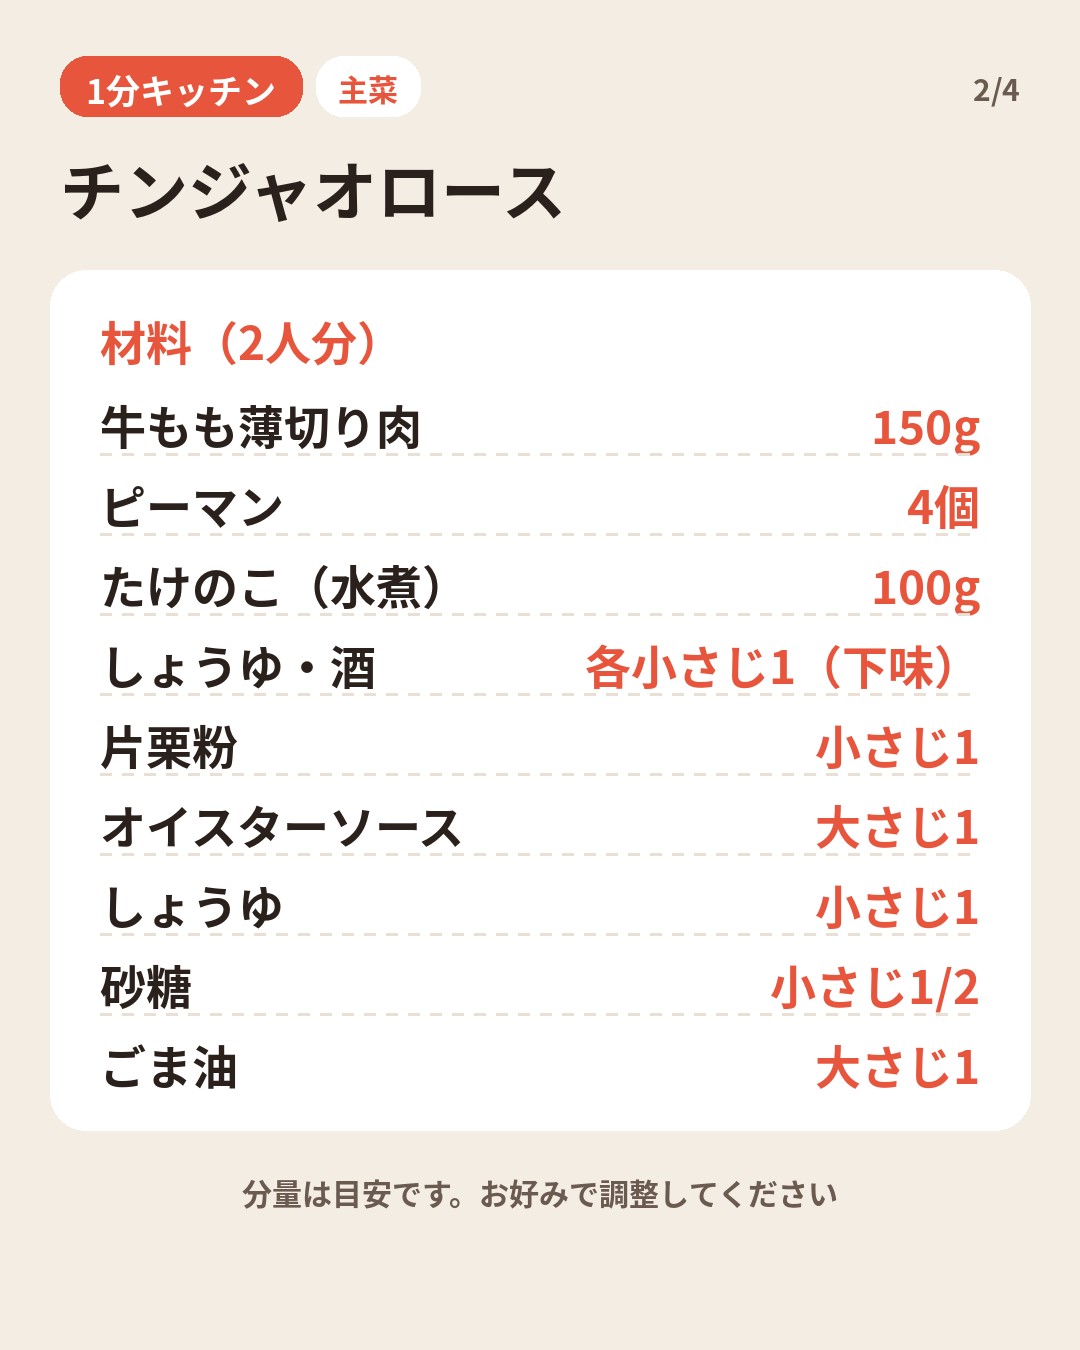 1分キッチン 主菜 2/4
チンジャオロース
材料（2人分）
牛もも薄切り肉 150g
ピーマン 4個
たけのこ（水煮） 100g
しょうゆ・酒 各小さじ1（下味）
片栗粉 小さじ1
オイスターソース 大さじ1
しょうゆ 小さじ1
砂糖 小さじ1/2
ごま油 大さじ1
分量は目安です。お好みで調整してください